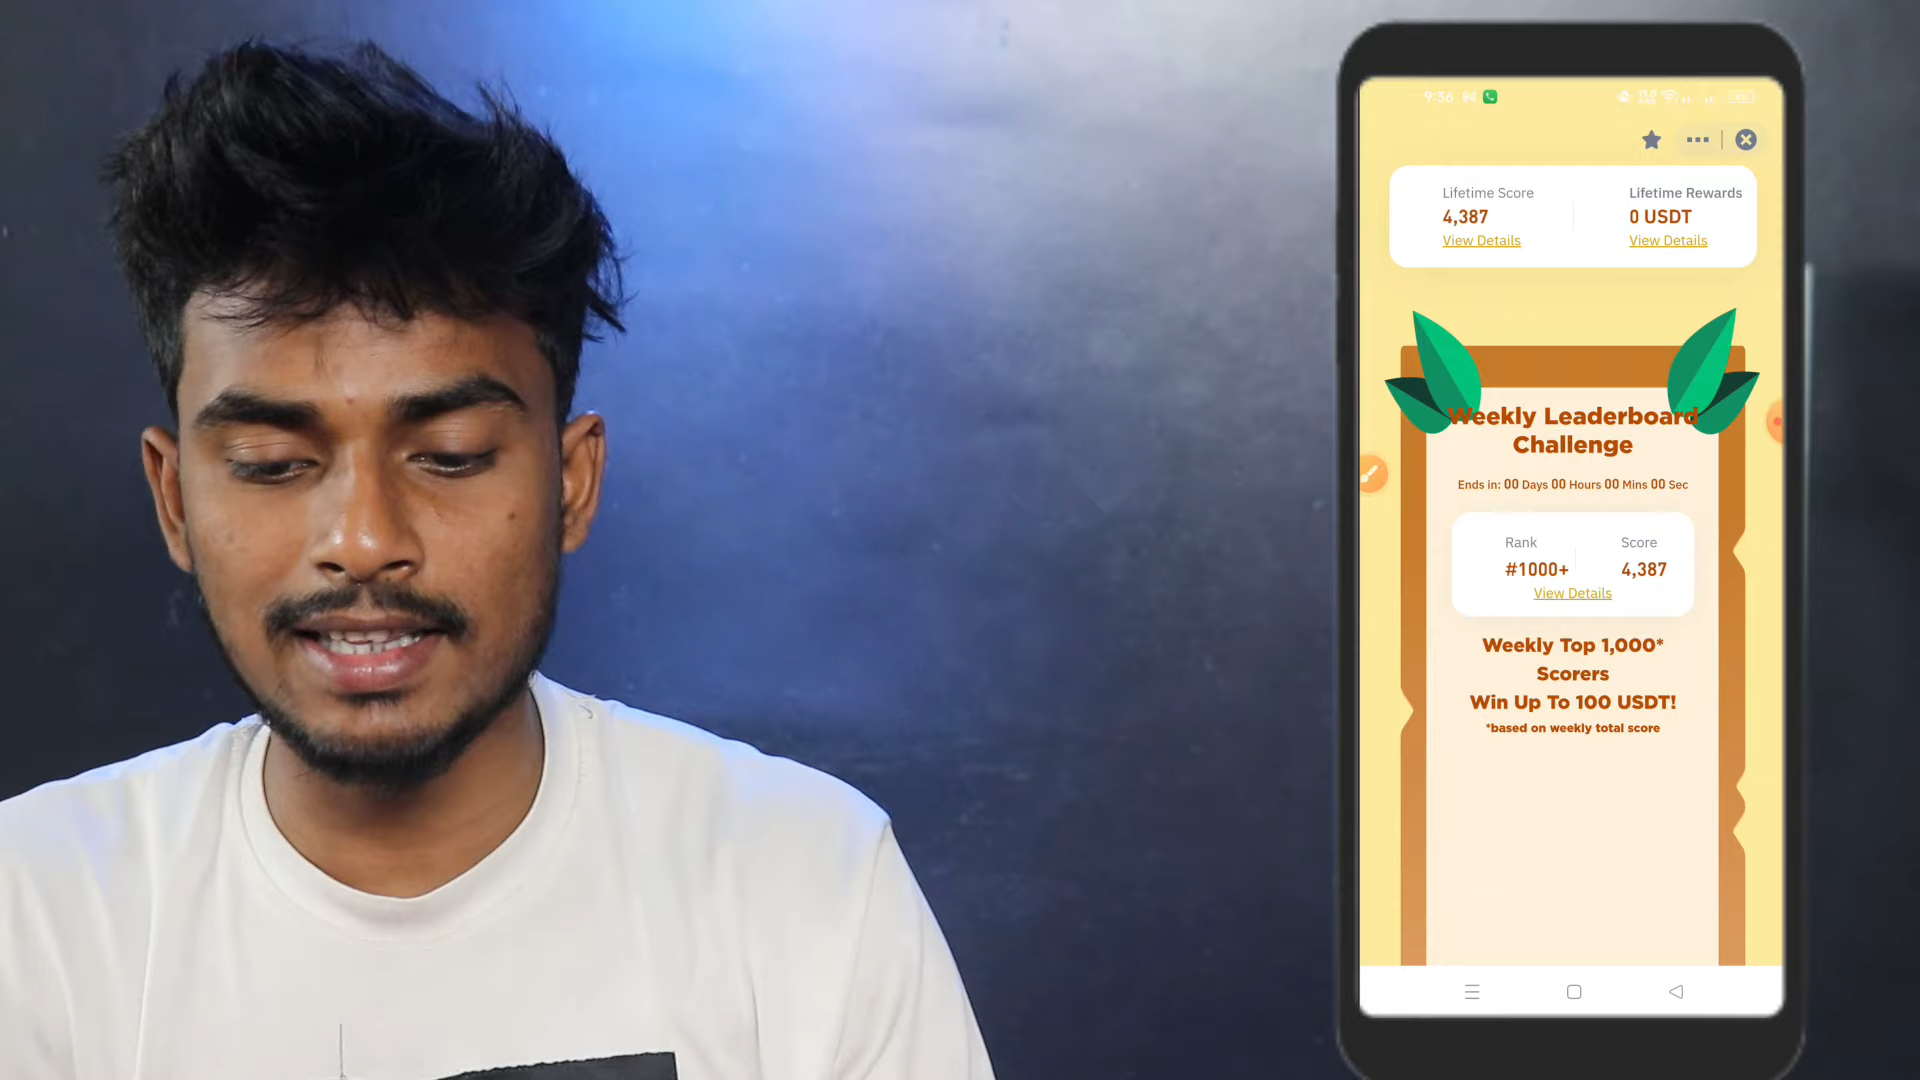 9:36
Lifetime Score
Lifetime Rewards
4,387
0 USDT
View Details
View Details
Weekly Leaderboard
Challenge
Ends in: 00 Days 00 Hours 00 Mins 00 Sec
Rank
Score
#1000+
4,387
View Details
Weekly Top 1,000*
Scorers
Win Up To 100 USDT!
*based on weekly total score